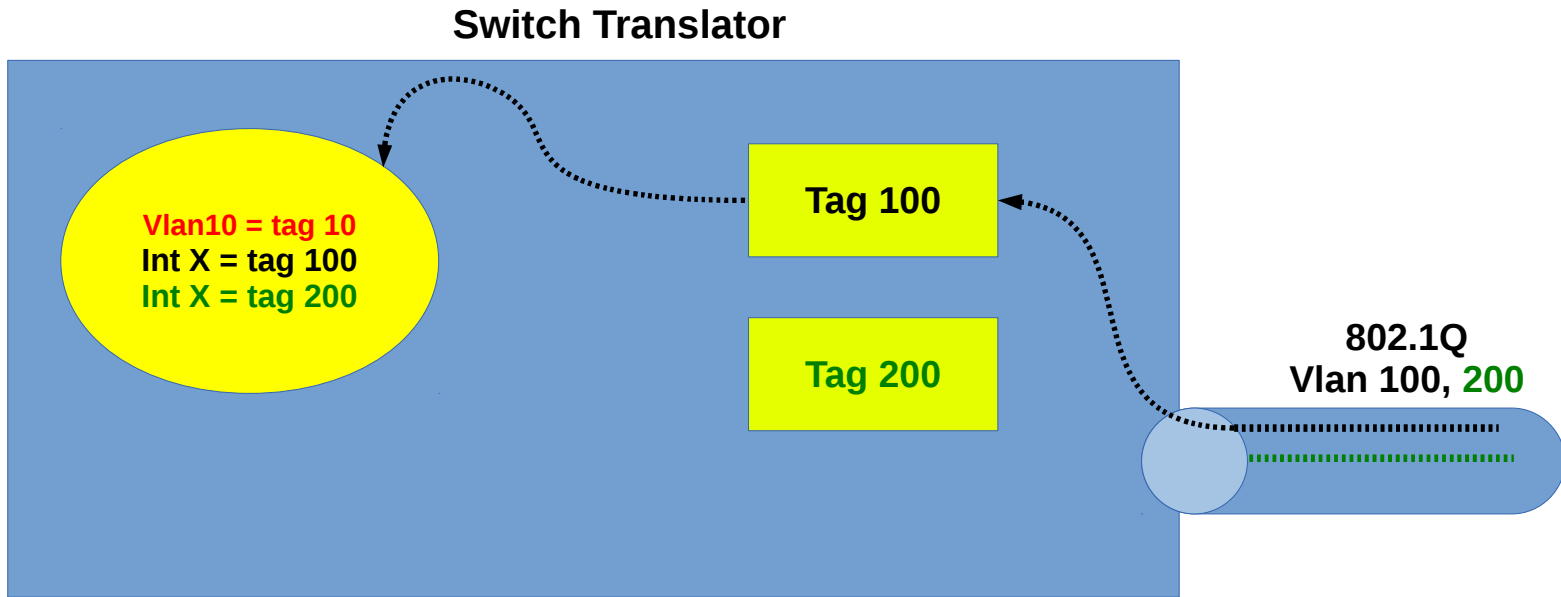 Switch Translator
Vlan10 = tag 10
Int X = tag 100
Int X = tag 200
Tag 100
Tag 200
802.1Q
Vlan 100, 200